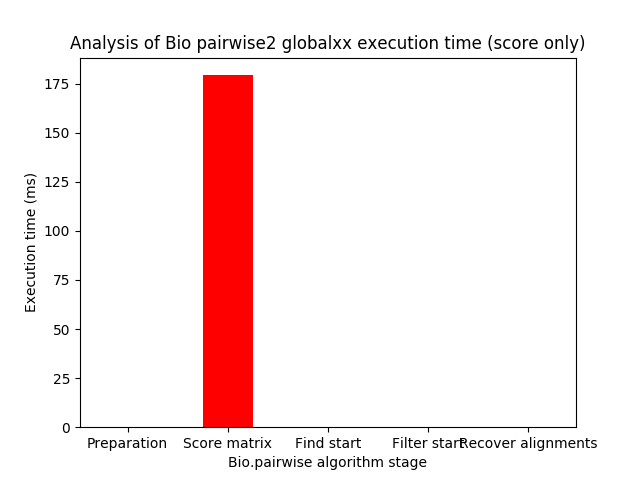 Analysis of Bio pairwise2 globalxx execution time (score only)
175
150
125
100
75
50
25
0
Execution time (ms)
Preparation Score matrix Find start Filter start Recover alignments
Bio.pairwise algorithm stage